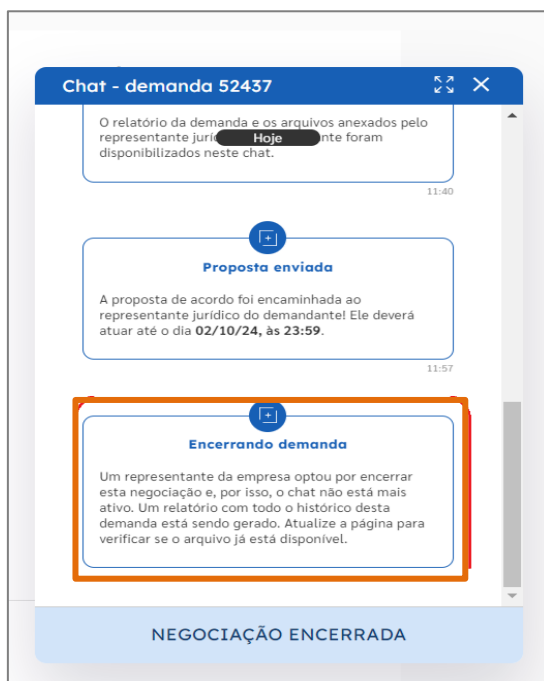 Chat - demanda 52437
O relatório da demanda e os arquivos anexados pelo
representante jurí Hoje nte foram
disponibilizados neste chat.
11:40
Proposta enviada
A proposta de acordo foi encaminhada ao
representante jurídico do demandante! Ele deverá
atuar até o dia 02/10/24, às 23:59.
11:57
Encerrando demanda
Um representante da empresa optou por encerrar
esta negociação e, por isso, o chat não está mais
ativo. Um relatório com todo o histórico desta
demanda está sendo gerado. Atualize a página para
verificar se o arquivo já está disponível.
NEGOCIAÇÃO ENCERRADA